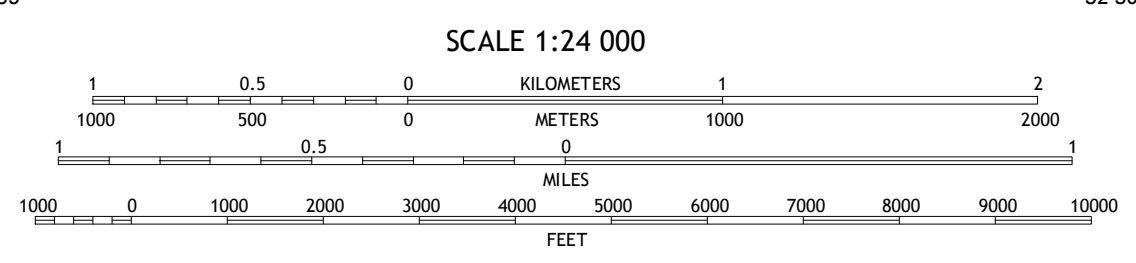 SCALE 1:24 000
1 0.5 0 KILOMETERS 1 2
1000 500 0 METERS 1000 2000
1 0.5 0 1
MILES
1000 0 1000 2000 3000 4000 5000 6000 7000 8000 9000 10000
FEET